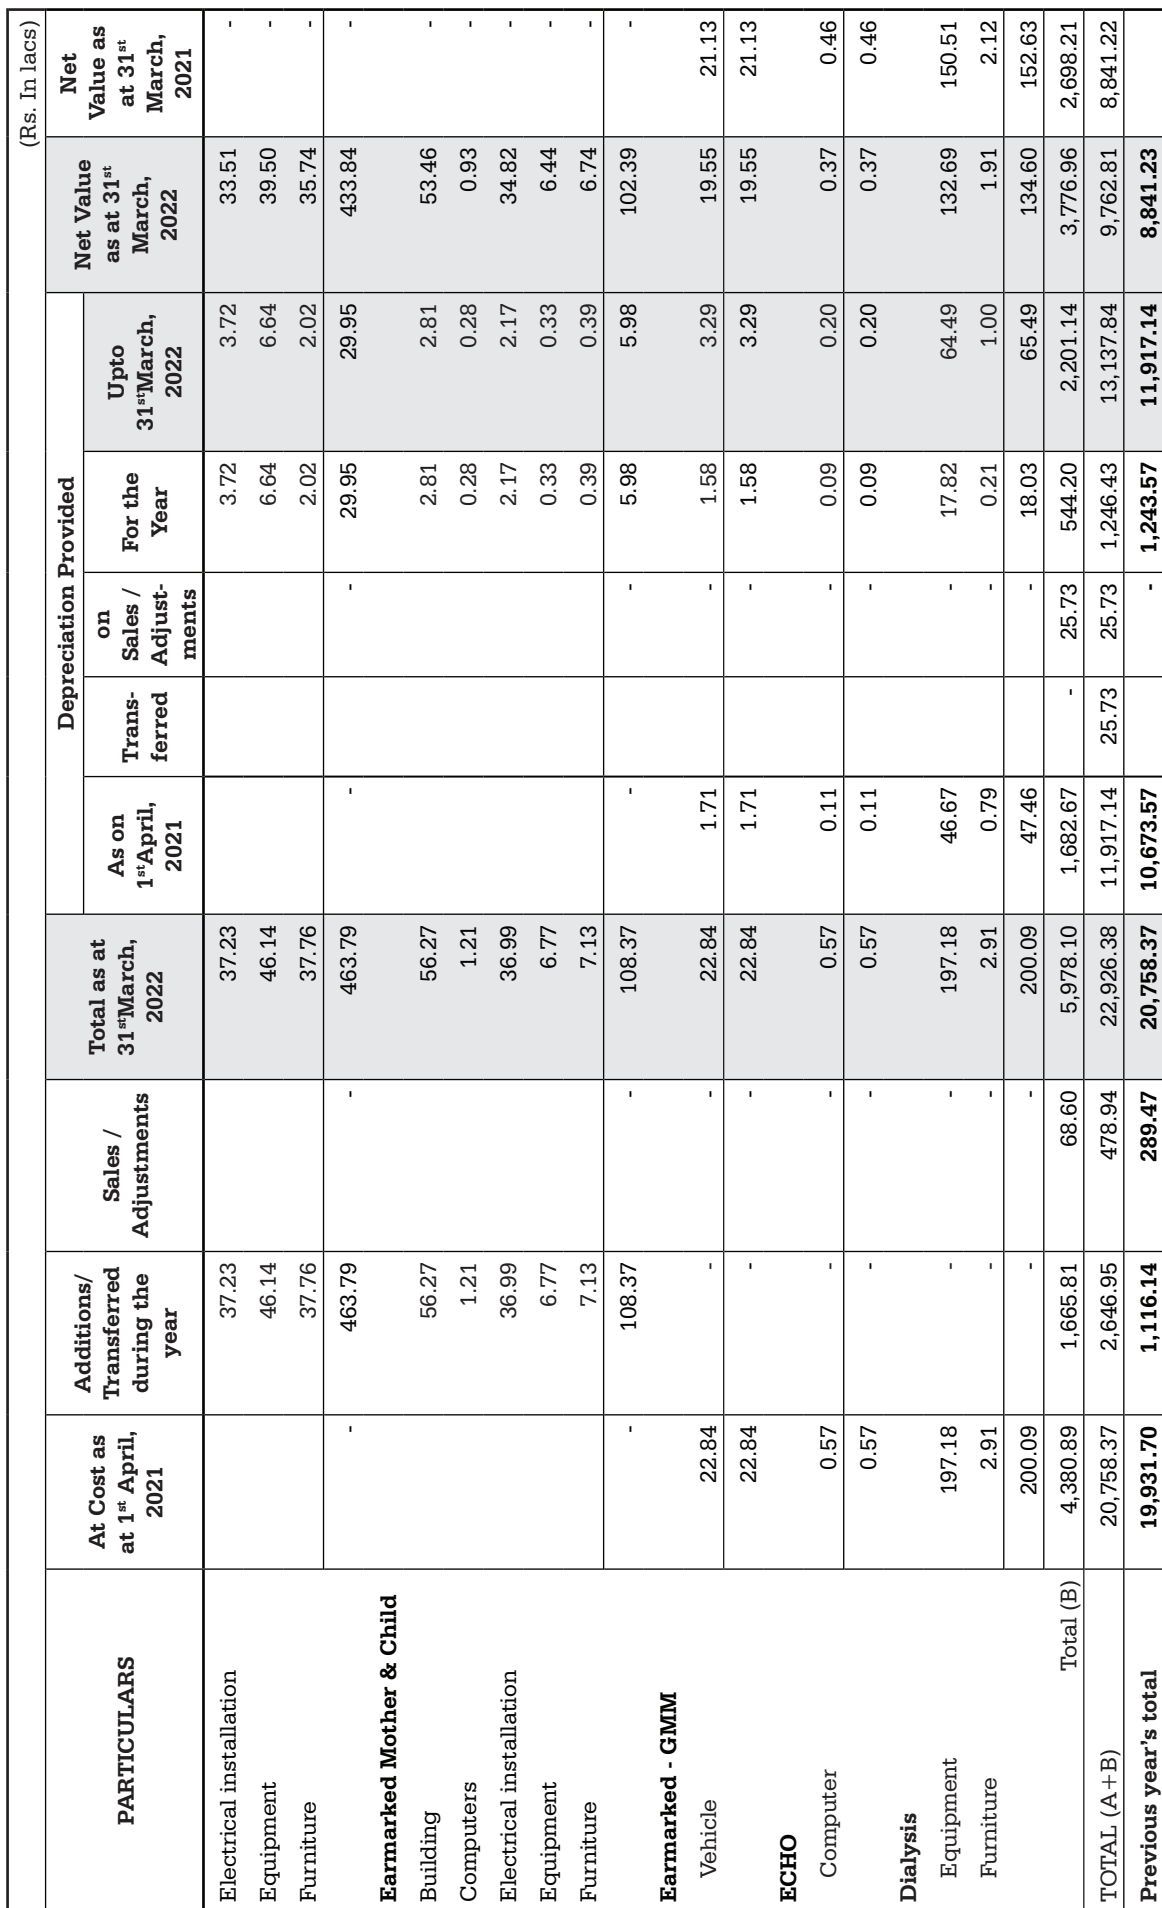 (Rs. In lacs)
PARTICULARS At Cost as at 1st April, 2021 Additions/ Transferred during the year Sales / Adjustments Total as at 31stMarch, 2022 Depreciation Provided Net Value as at 31st March, 2022 Net Value as at 31st March, 2021
As on 1stApril, 2021 Trans- ferred on Sales / Adjust- ments For the Year Upto 31stMarch, 2022
Electrical installation 37.23 37.23 3.72 3.72 33.51 -
Equipment 46.14 46.14 6.64 6.64 39.50 -
Furniture 37.76 37.76 2.02 2.02 35.74 -
- 463.79 - 463.79 - - 29.95 29.95 433.84 -
Earmarked Mother & Child
Building 56.27 56.27 2.81 2.81 53.46 -
Computers 1.21 1.21 0.28 0.28 0.93 -
Electrical installation 36.99 36.99 2.17 2.17 34.82 -
Equipment 6.77 6.77 0.33 0.33 6.44 -
Furniture 7.13 7.13 0.39 0.39 6.74 -
- 108.37 - 108.37 - - 5.98 5.98 102.39 -
Earmarked - GMM
Vehicle 22.84 - - 22.84 1.71 - 1.58 3.29 19.55 21.13
22.84 - - 22.84 1.71 - 1.58 3.29 19.55 21.13
ECHO
Computer 0.57 - - 0.57 0.11 - 0.09 0.20 0.37 0.46
0.57 - - 0.57 0.11 - 0.09 0.20 0.37 0.46
Dialysis
Equipment 197.18 - - 197.18 46.67 - 17.82 64.49 132.69 150.51
Furniture 2.91 - - 2.91 0.79 - 0.21 1.00 1.91 2.12
200.09 - - 200.09 47.46 - 18.03 65.49 134.60 152.63
Total (B) 4,380.89 1,665.81 68.60 5,978.10 1,682.67 - 25.73 544.20 2,201.14 3,776.96 2,698.21
TOTAL (A+B) 20,758.37 2,646.95 478.94 22,926.38 11,917.14 25.73 25.73 1,246.43 13,137.84 9,762.81 8,841.22
Previous year's total 19,931.70 1,116.14 289.47 20,758.37 10,673.57 - 1,243.57 11,917.14 8,841.23